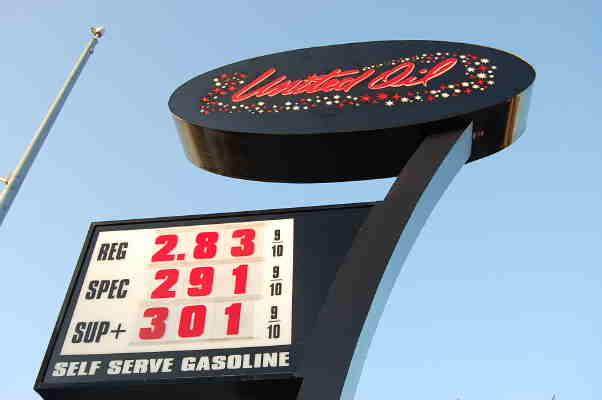 United Oil
REG 2.83 9/10
SPEC 291 9/10
SUP+ 301 9/10
SELF SERVE GASOLINE